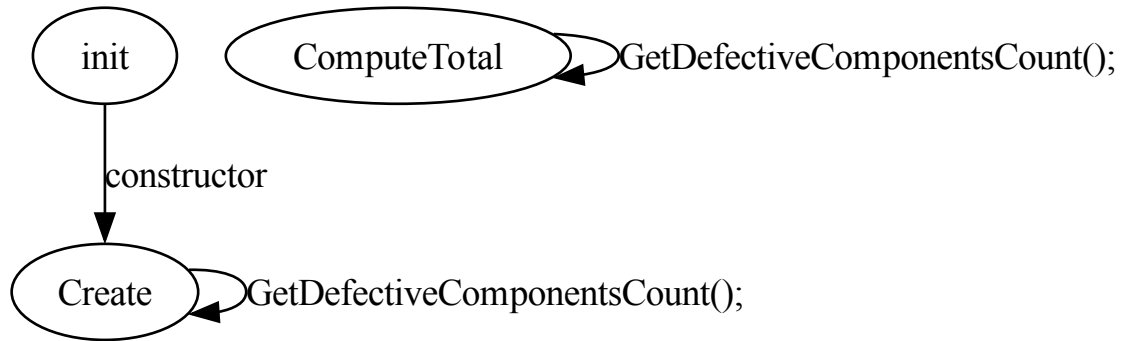 init
ComputeTotal
GetDefectiveComponentsCount();
constructor
Create
GetDefectiveComponentsCount();